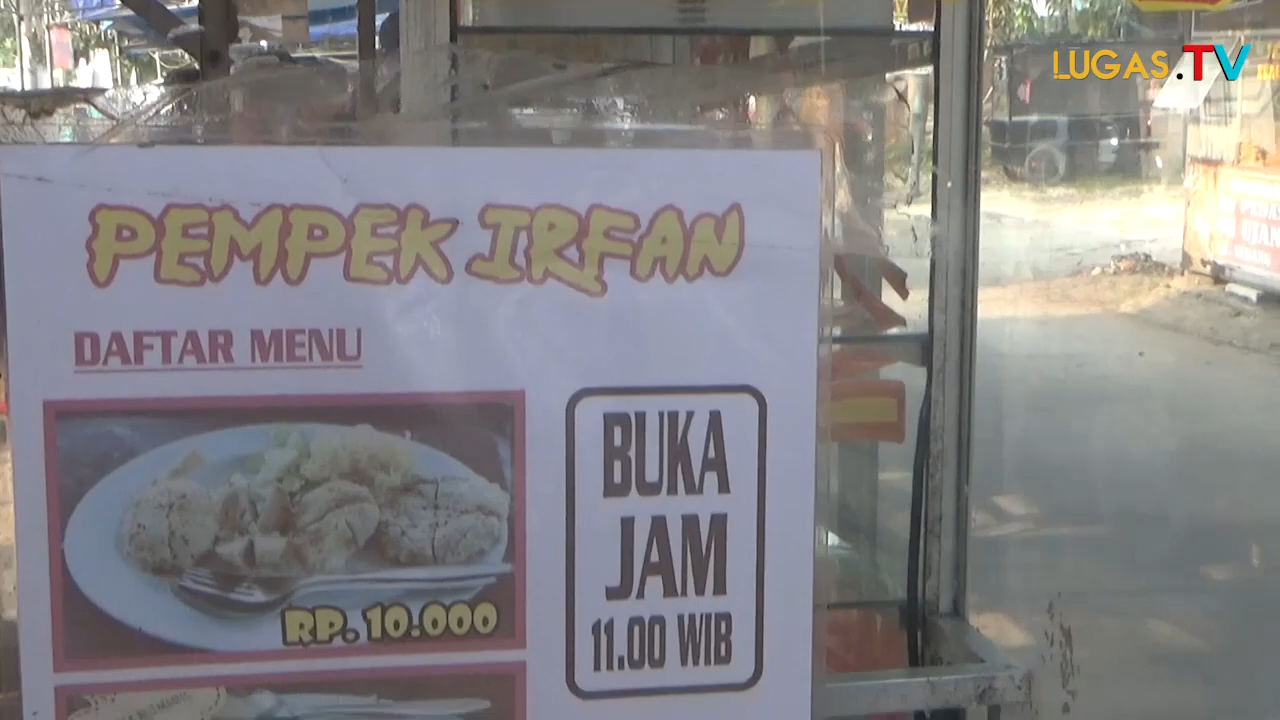 LUGAS.TV
PEMPEK IRFAN
DAFTAR MENU
BUKA
JAM
11.00 WIB
RP. 10.000